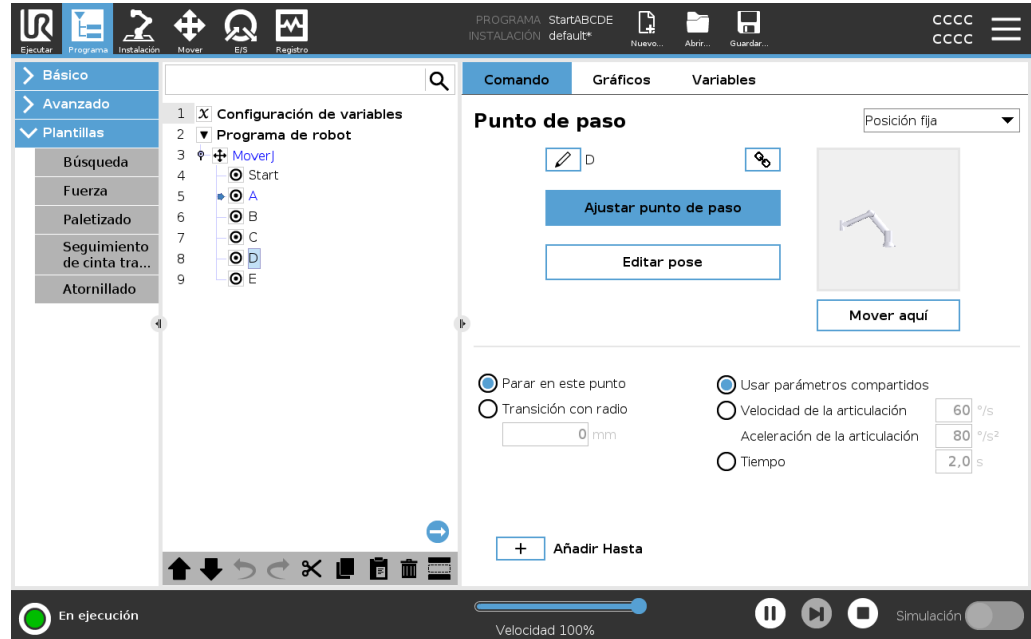 UR
PROGRAMA StartABCDE
INSTALACIÓN default*
Ejecutar Programa Instalación Mover E/S Registro
Nuevo... Abrir... Guardar...
CCCC
CCCC
Básico
Avanzado
Plantillas
Búsqueda
Fuerza
Paletizado
Seguimiento
de cinta tra...
Atornillado
1 X Configuración de variables
2 Programa de robot
3 MoverJ
4 Start
5 A
6 B
7 C
8 D
9 E
Comando Gráficos Variables
Punto de paso
Posición fija
D
Ajustar punto de paso
Editar pose
Mover aquí
Parar en este punto
Transición con radio
0 mm
Usar parámetros compartidos
Velocidad de la articulación 60 °/s
Aceleración de la articulación 80 °/s²
Tiempo 2,0 s
+ Añadir Hasta
En ejecución
Velocidad 100%
Simulación